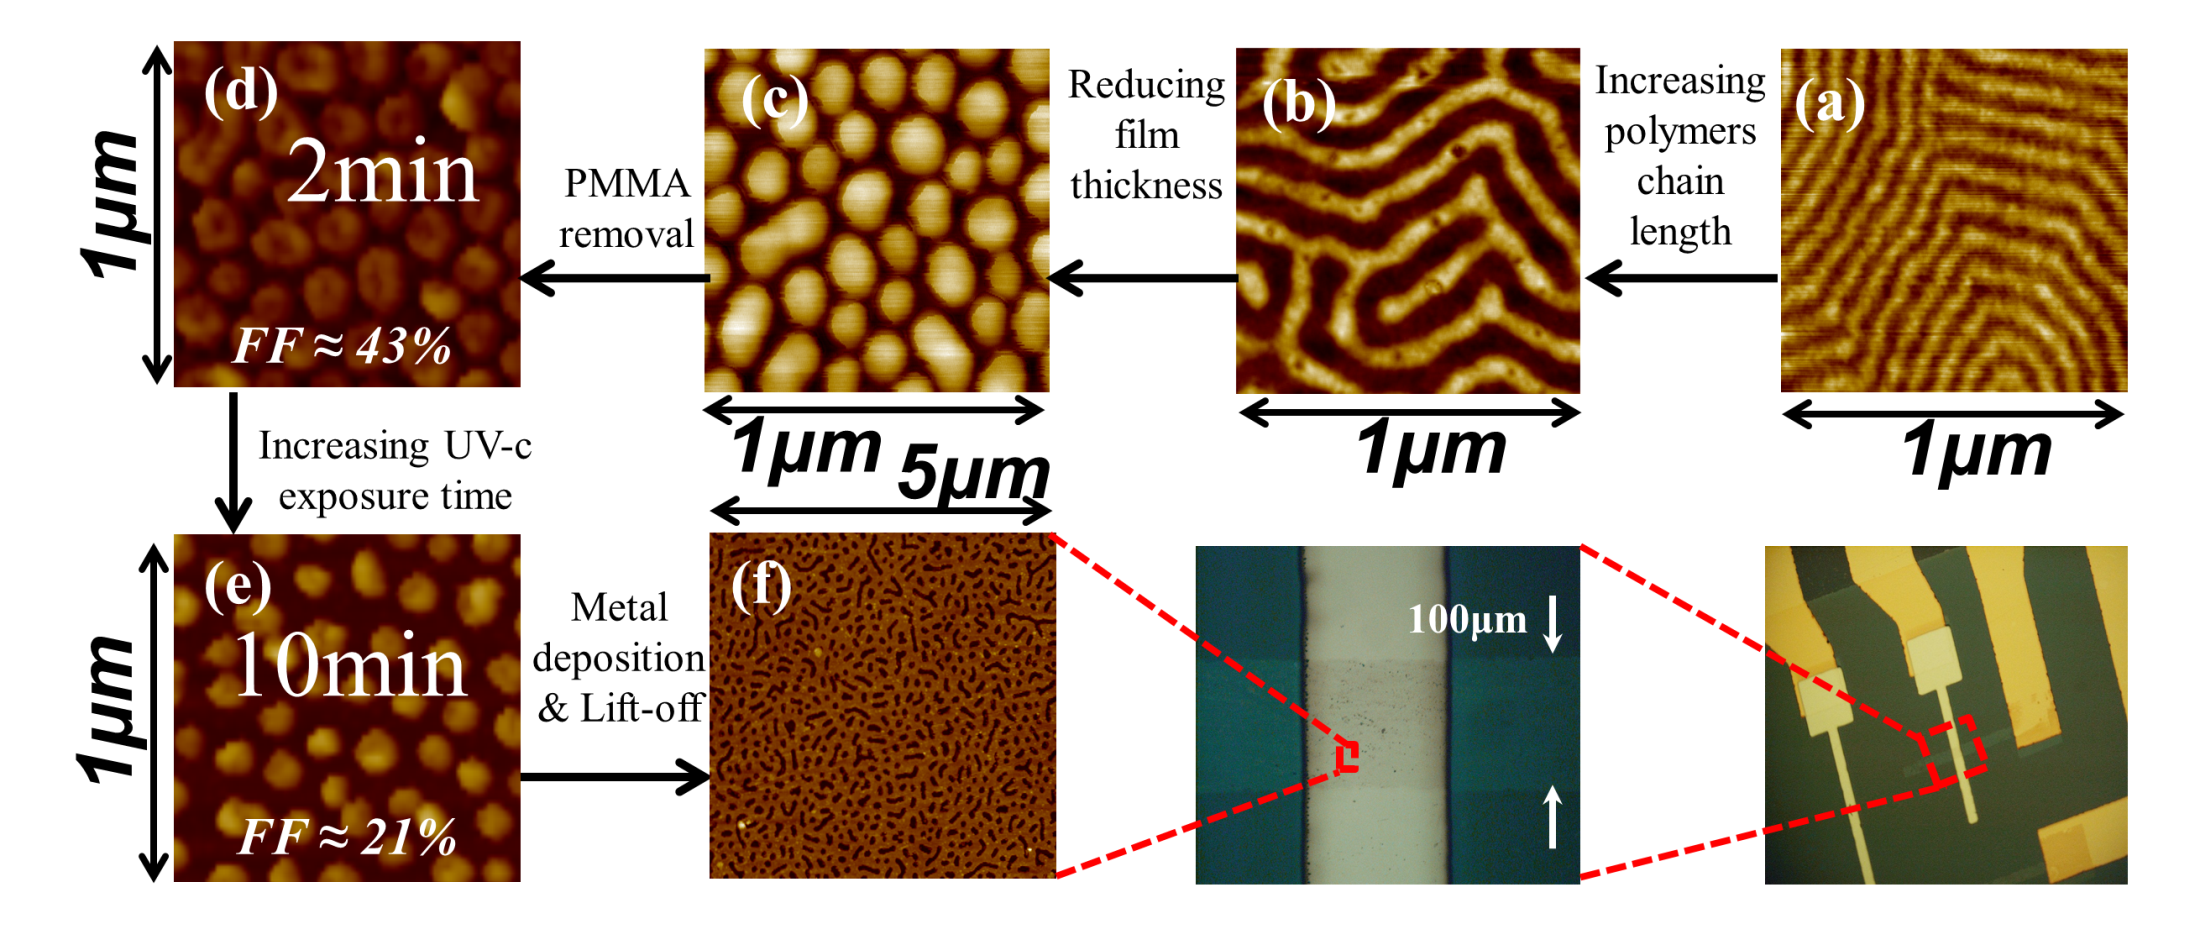 (d)
2min
FF ≈ 43%
1µm
PMMA
removal
(c)
1µm
Reducing
film
thickness
(b)
1µm
Increasing
polymers
chain
length
(a)
1µm
Increasing UV-c
exposure time
(e)
10min
FF ≈ 21%
1µm
Metal
deposition
& Lift-off
5µm
(f)
100µm